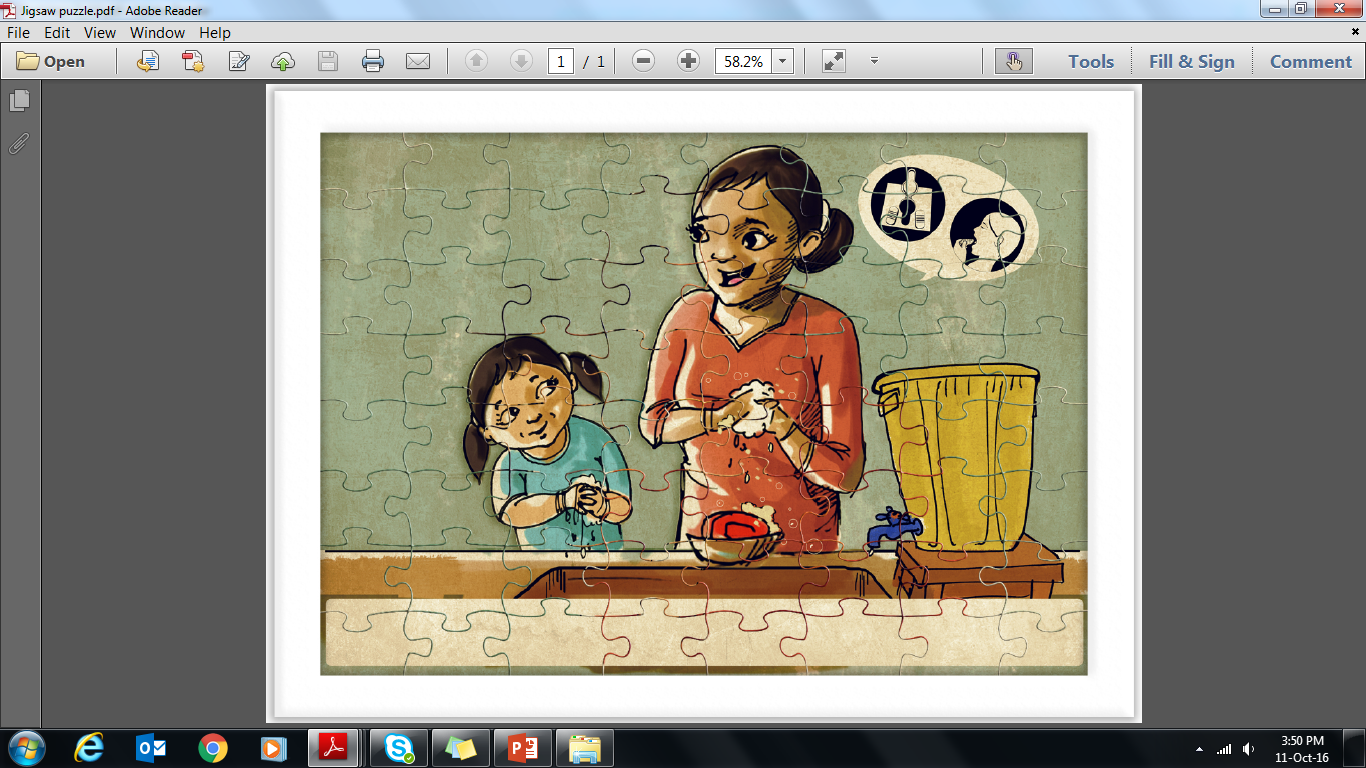 Jigsaw puzzle.pdf - Adobe Reader
File Edit View Window Help
Open 1 / 1 58.2% Tools Fill & Sign Comment
3:50 PM
11-Oct-16